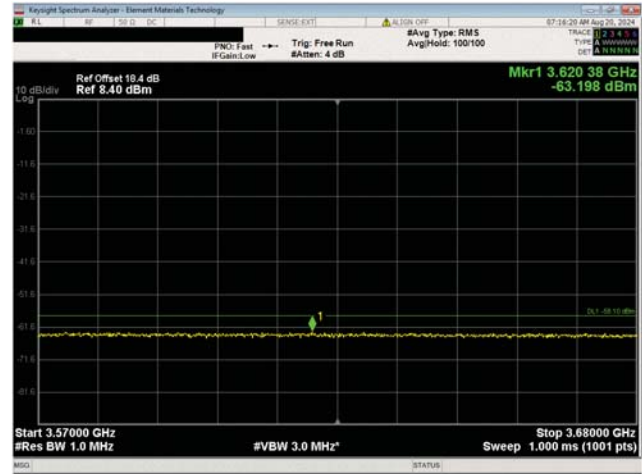 Keysight Spectrum Analyzer - Element Materials Technology
RL RF 50 Ω DC SENSE:EXT ALIGN OFF 07:16:20 AM Aug 20, 2024
PNO: Fast Trig: Free Run #Avg Type: RMS TRACE 1 2 3 4 5 6
IFGain:Low #Atten: 4 dB Avg|Hold: 100/100 TYPE A WWWWW
DET A N N N N N
Mkr1 3.620 38 GHz
-63.198 dBm
Ref Offset 18.4 dB
10 dB/div Ref 8.40 dBm
Log
-1.60
-11.6
-21.6
-31.6
-41.6
-51.6
DL1 -58.10 dBm
1
-61.6
-71.6
-81.6
Start 3.57000 GHz Stop 3.68000 GHz
#Res BW 1.0 MHz #VBW 3.0 MHz* Sweep 1.000 ms (1001 pts)
MSG STATUS